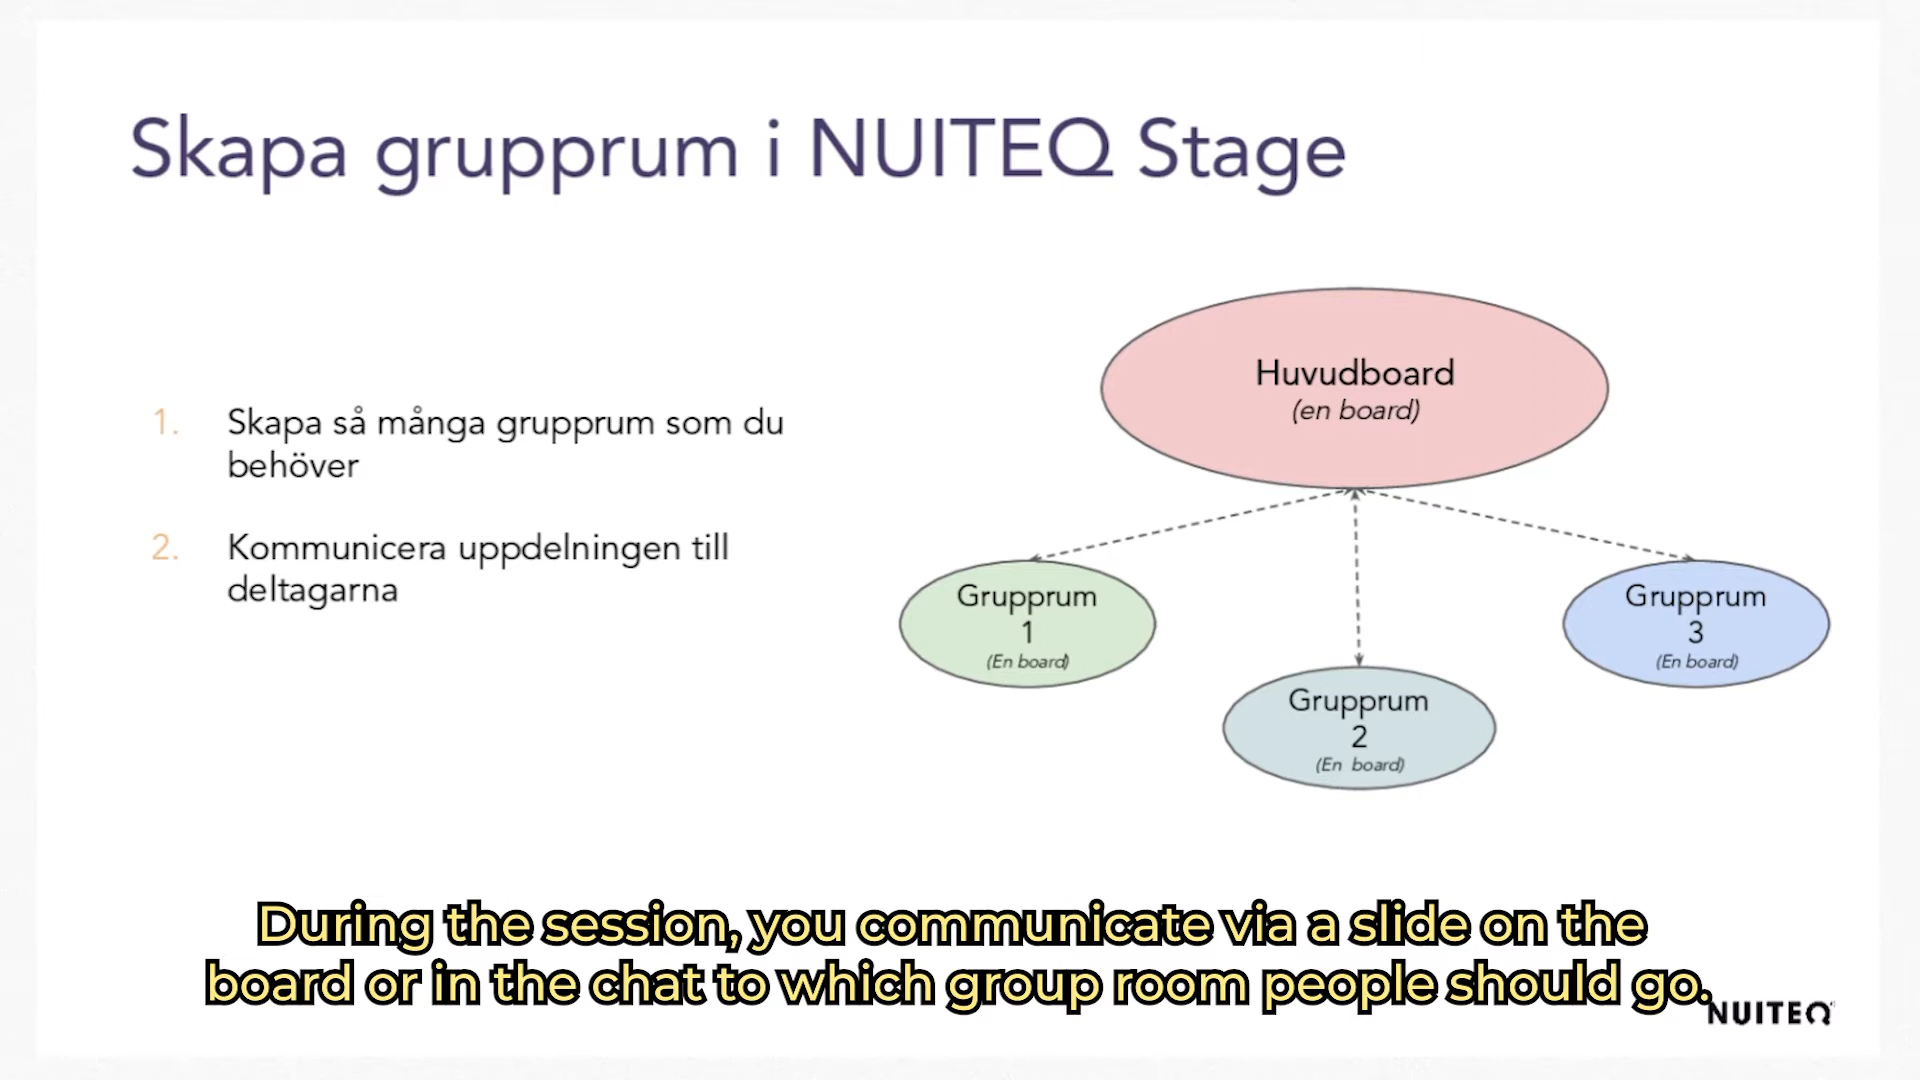 Skapa grupprum i NUITEQ Stage
1. Skapa så många grupprum som du
behöver
2. Kommunicera uppdelningen till
deltagarna
Huvudboard
(en board)
Grupprum
1
(En board)
Grupprum
2
(En board)
Grupprum
3
(En board)
During the session, you communicate via a slide on the
board or in the chat to which group room people should go.
NUITEQ